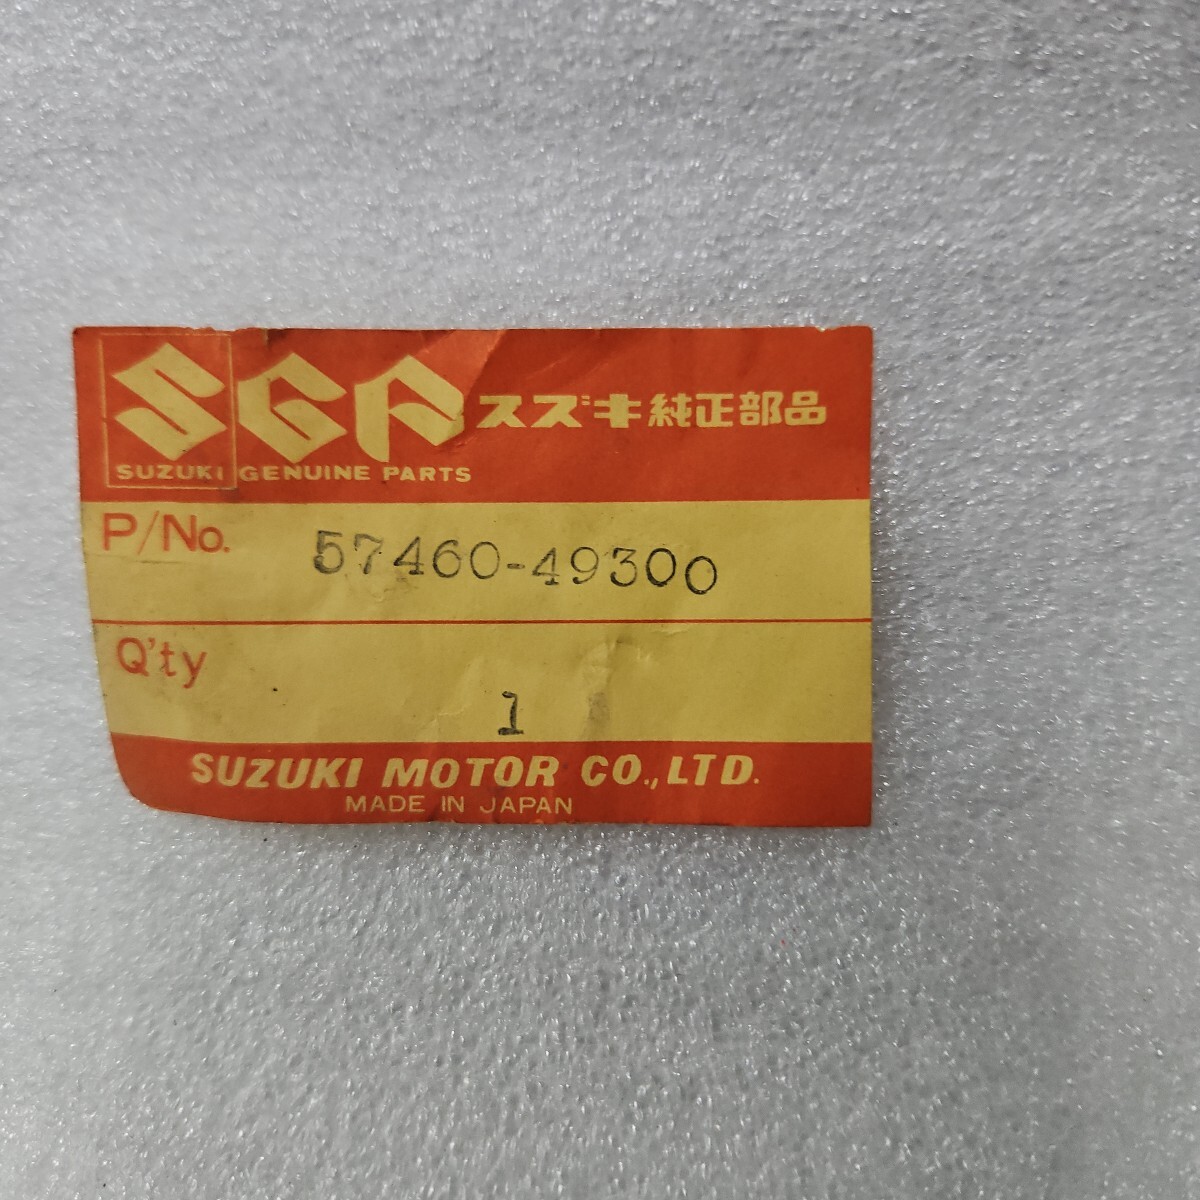 SGP スズキ純正部品
SUZUKI GENUINE PARTS
P/No. 57460-49300
Q'ty 1
SUZUKI MOTOR CO., LTD.
MADE IN JAPAN